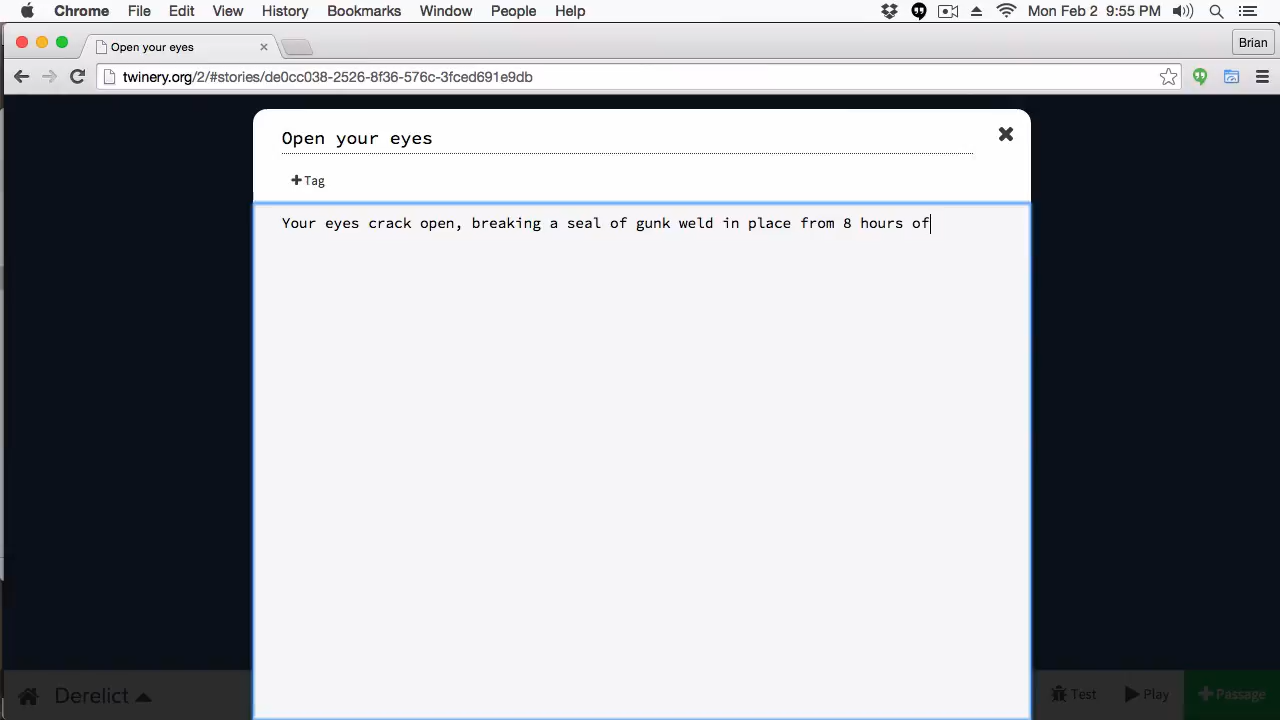 Chrome File Edit View History Bookmarks Window People Help Mon Feb 2 9:55 PM
Open your eyes Brian
twinery.org/2/#stories/de0cc038-2526-8f36-576c-3fced691e9db
Open your eyes
Tag
Your eyes crack open, breaking a seal of gunk weld in place from 8 hours of
Derelict Test Play Passage